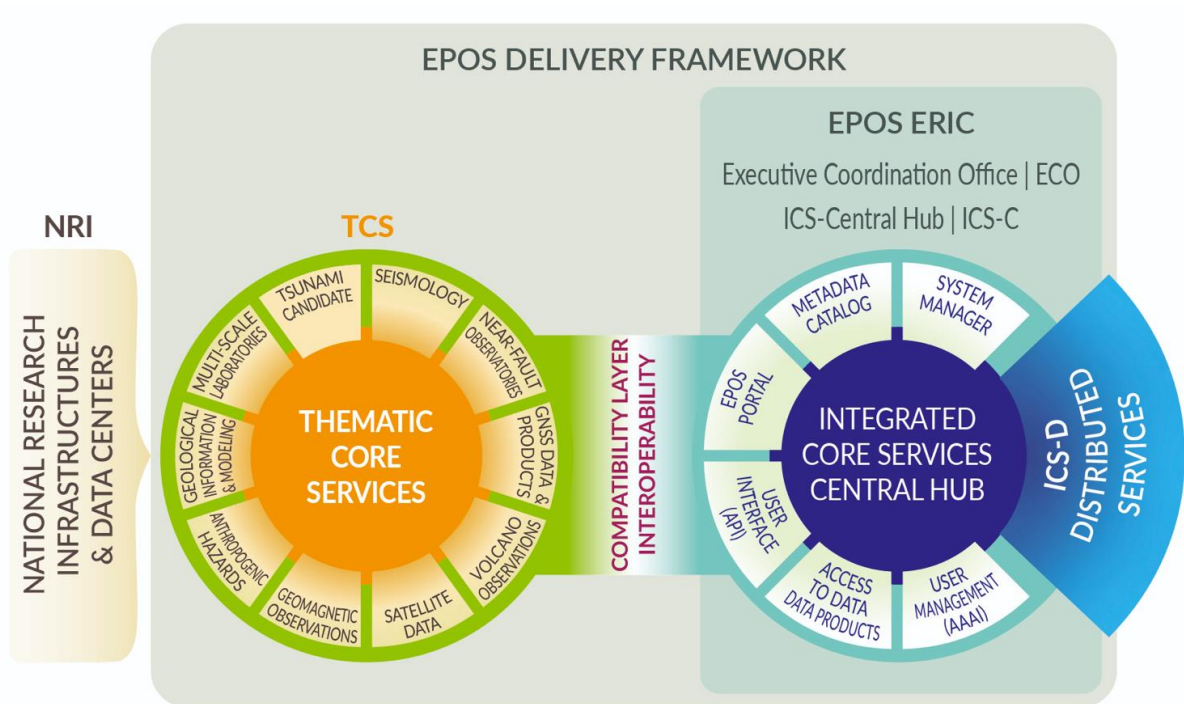 EPOS DELIVERY FRAMEWORK
EPOS ERIC
Executive Coordination Office | ECO
ICS-Central Hub | ICS-C
NRI
NATIONAL RESEARCH
INFRASTRUCTURES
& DATA CENTERS
TCS
TSUNAMI
CANDIDATE
SEISMOLOGY
NEAR-FAULT
OBSERVATORIES
GNSS DATA &
PRODUCTS
VOLCANO
OBSERVATIONS
SATELLITE
DATA
GEOMAGNETIC
OBSERVATIONS
ANTHROPOGENIC
HAZARDS
GEOLOGICAL
INFORMATION
& MODELING
MULTI-SCALE
LABORATORIES
THEMATIC
CORE
SERVICES
COMPATIBILITY LAYER
INTEROPERABILITY
METADATA
CATALOG
SYSTEM
MANAGER
EPOS
PORTAL
USER
INTERFACE
(API)
ACCESS
TO DATA
DATA PRODUCTS
USER
MANAGEMENT
(AAAI)
INTEGRATED
CORE SERVICES
CENTRAL HUB
ICS-D
DISTRIBUTED
SERVICES